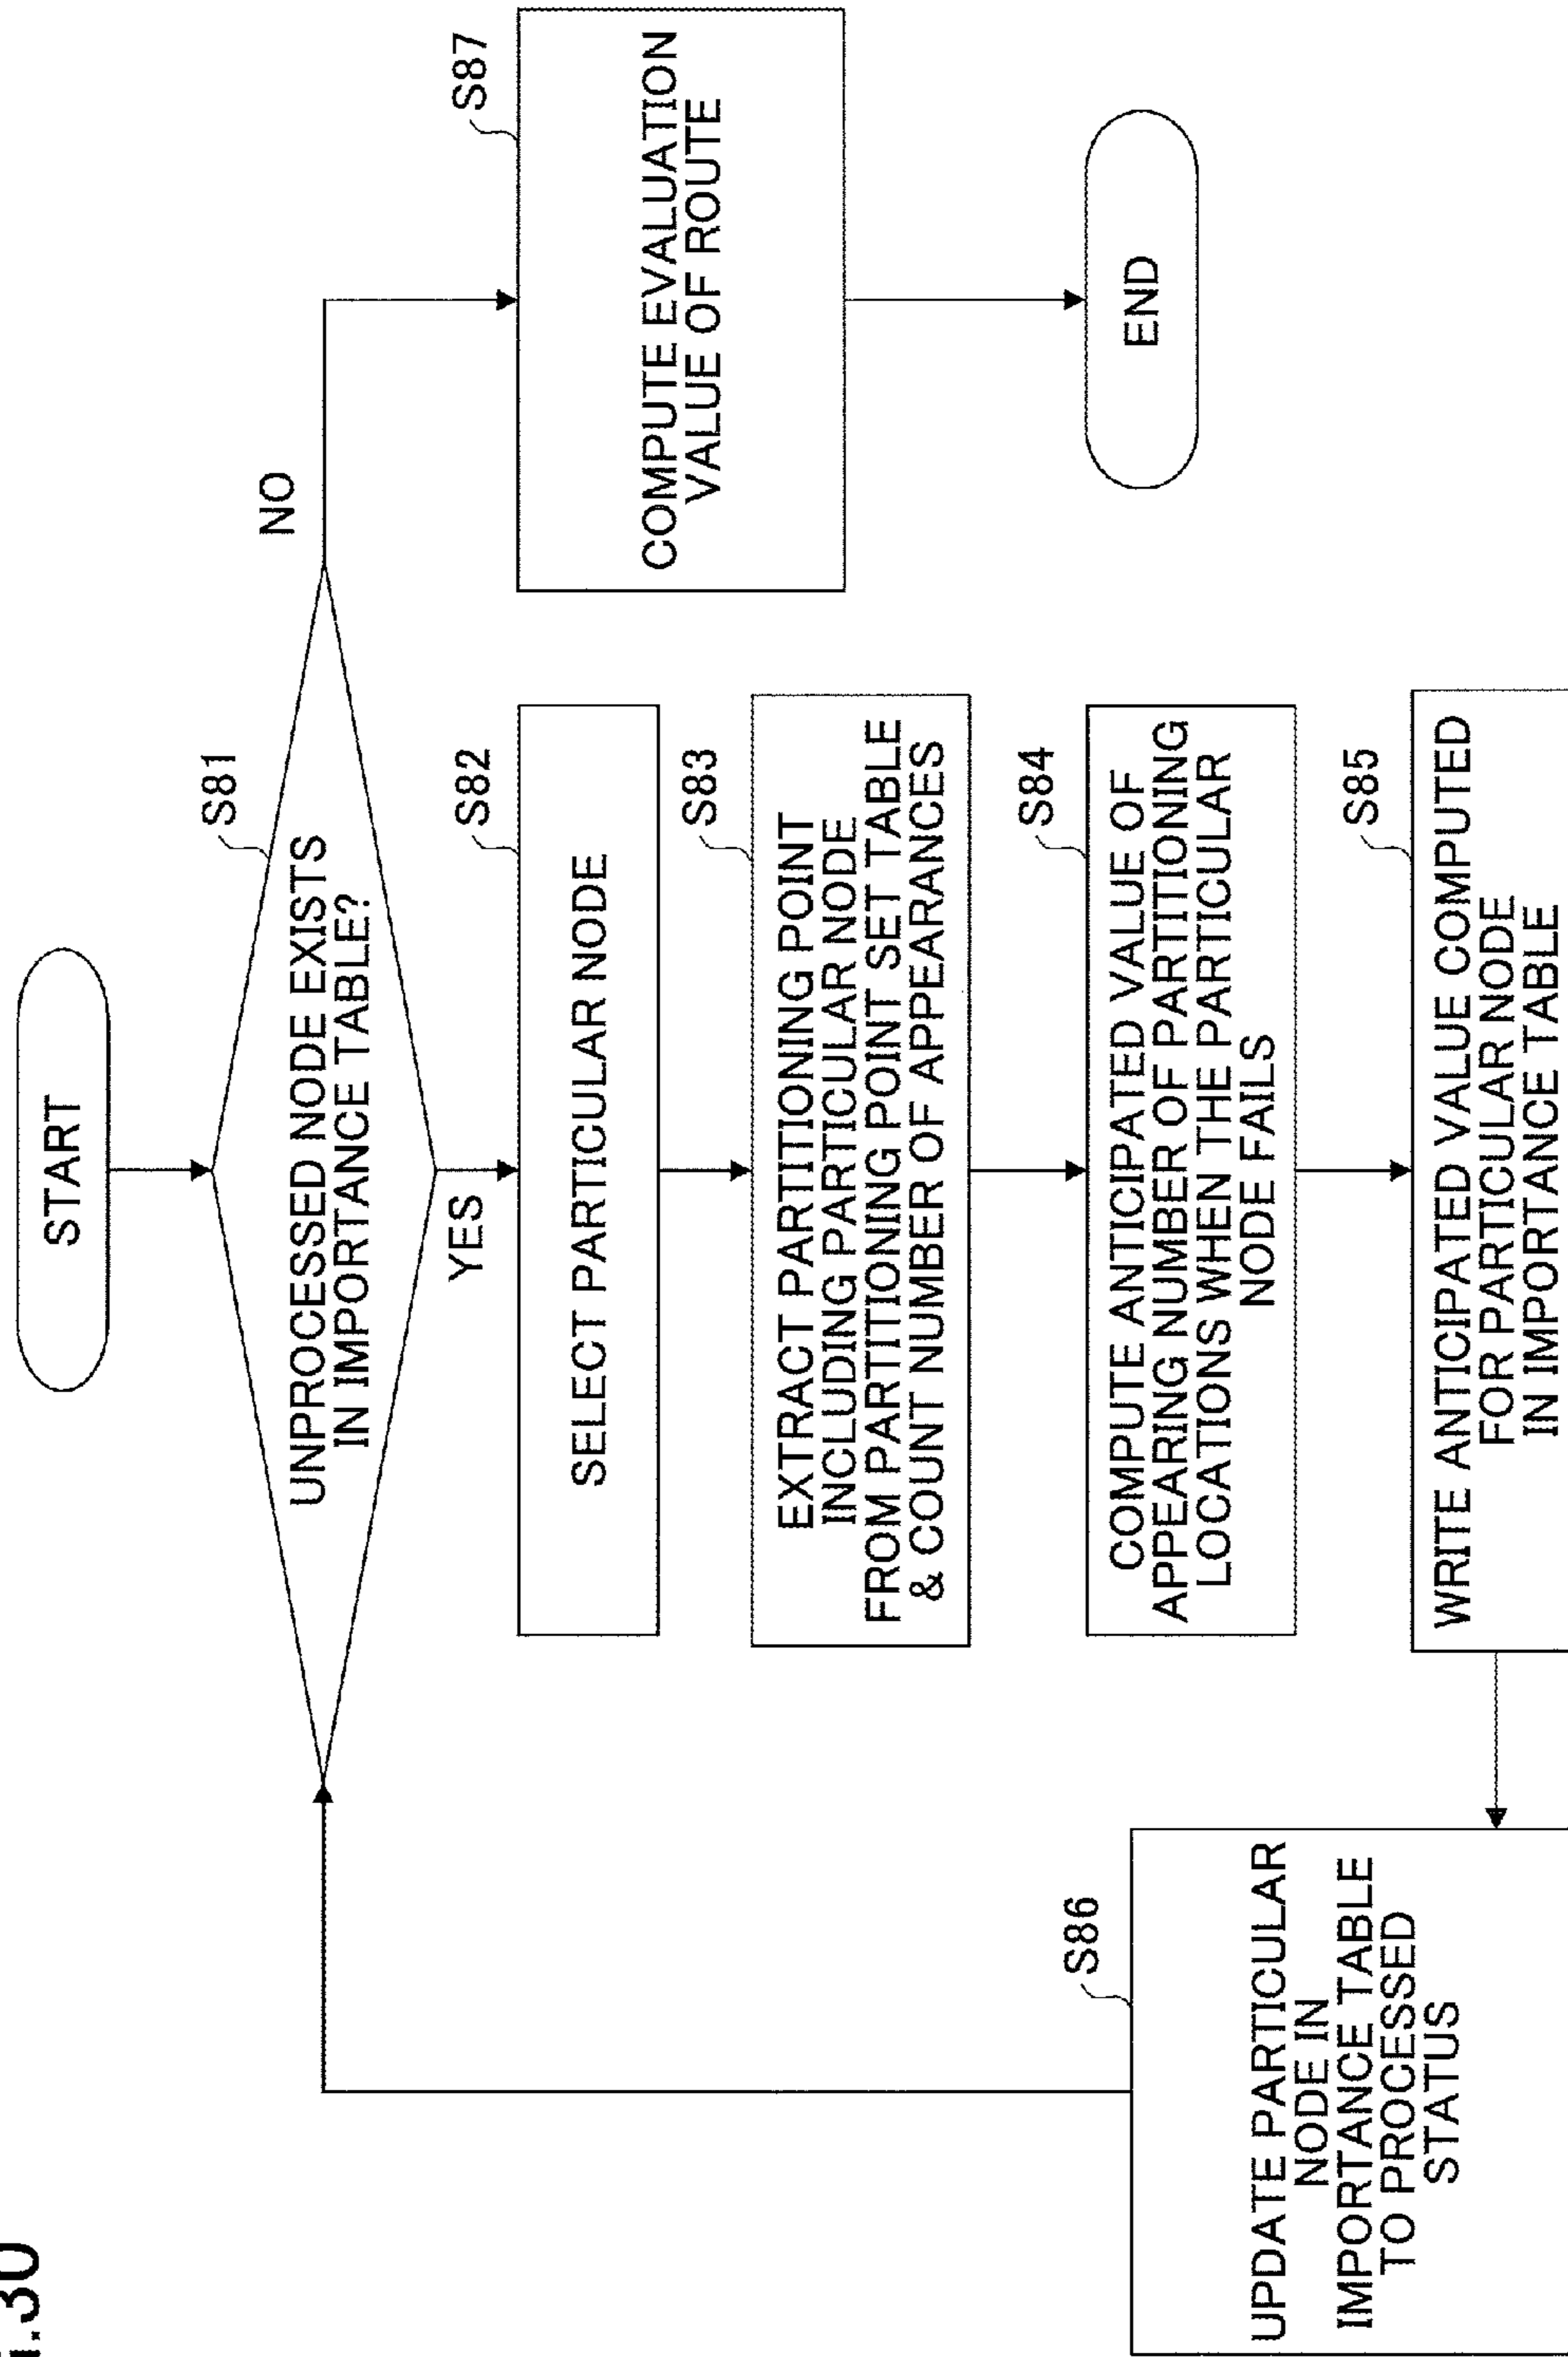 .30
START
S81
UNPROCESSED NODE EXISTS
IN IMPORTANCE TABLE?
NO
YES
S82
SELECT PARTICULAR NODE
S83
EXTRACT PARTITIONING POINT
INCLUDING PARTICULAR NODE
FROM PARTITIONING POINT SET TABLE
& COUNT NUMBER OF APPEARANCES
S84
COMPUTE ANTICIPATED VALUE OF
APPEARING NUMBER OF PARTITIONING
LOCATIONS WHEN THE PARTICULAR
NODE FAILS
S85
WRITE ANTICIPATED VALUE COMPUTED
FOR PARTICULAR NODE
IN IMPORTANCE TABLE
S86
UPDATE PARTICULAR
NODE IN
IMPORTANCE TABLE
TO PROCESSED
STATUS
S87
COMPUTE EVALUATION
VALUE OF ROUTE
END